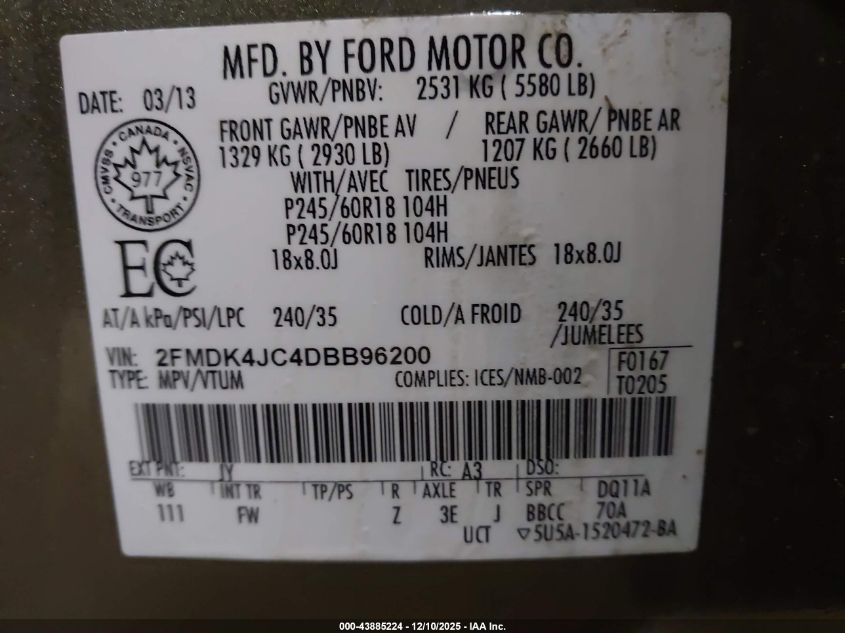 MFD. BY FORD MOTOR CO.
DATE: 03/13
GVWR/PNBV: 2531 KG ( 5580 LB)
FRONT GAWR/PNBE AV / REAR GAWR/ PNBE AR
1329 KG ( 2930 LB) 1207 KG ( 2660 LB)
WITH/AVEC TIRES/PNEUS
P245/60R18 104H
P245/60R18 104H
18x8.0J RIMS/JANTES 18x8.0J
CANADA
CMVSS NSVAC
977
TRANSPORT
EC
AT/A kPa/PSI/LPC 240/35 COLD/A FROID 240/35
/JUMELEES
VIN: 2FMDK4JC4DBB96200
TYPE: MPV/VTUM COMPLIES: ICES/NMB-002
F0167
T0205
EXT PNT: JY RC: A3 DSO:
WB INT TR TP/PS R AXLE TR SPR DQ11A
111 FW Z 3E J BBCC 70A
UCT ▽5U5A-1520472-BA
000-43885224 - 12/10/2025 - IAA Inc.